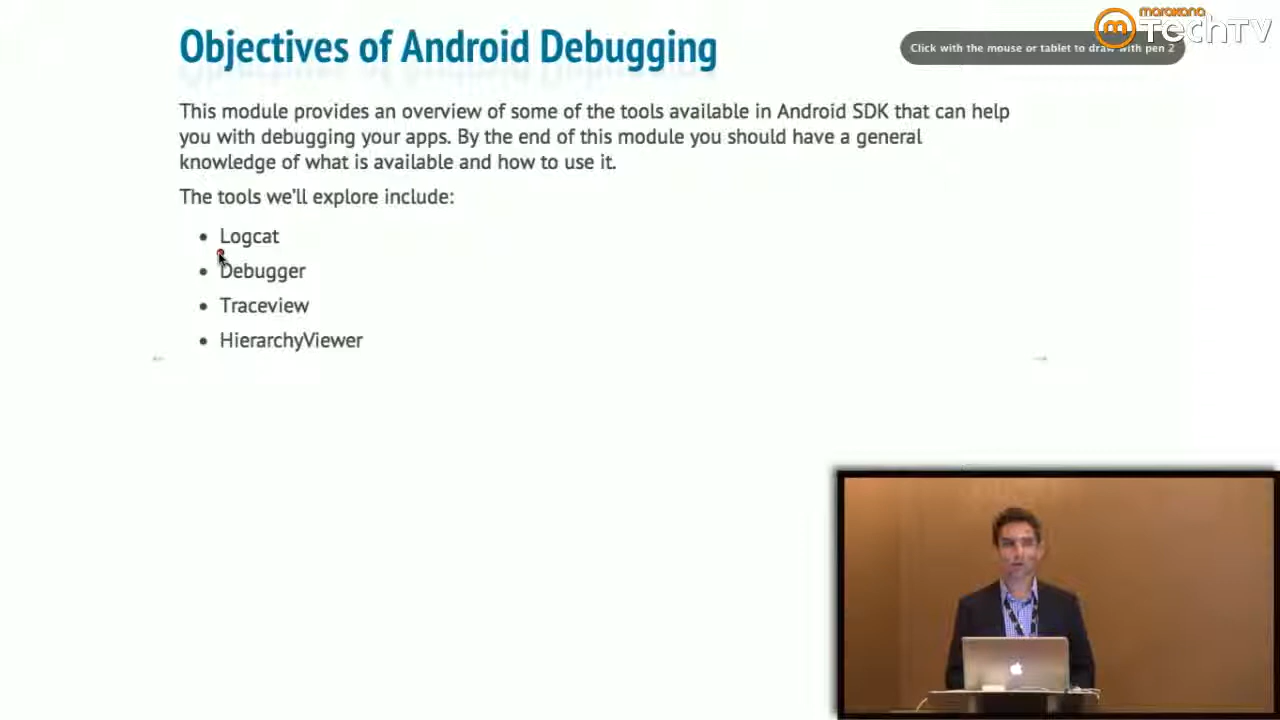 marakana
TechTV
Objectives of Android Debugging
Click with the mouse or tablet to draw with pen 2
This module provides an overview of some of the tools available in Android SDK that can help
you with debugging your apps. By the end of this module you should have a general
knowledge of what is available and how to use it.
The tools we'll explore include:
• Logcat
• Debugger
• Traceview
• HierarchyViewer